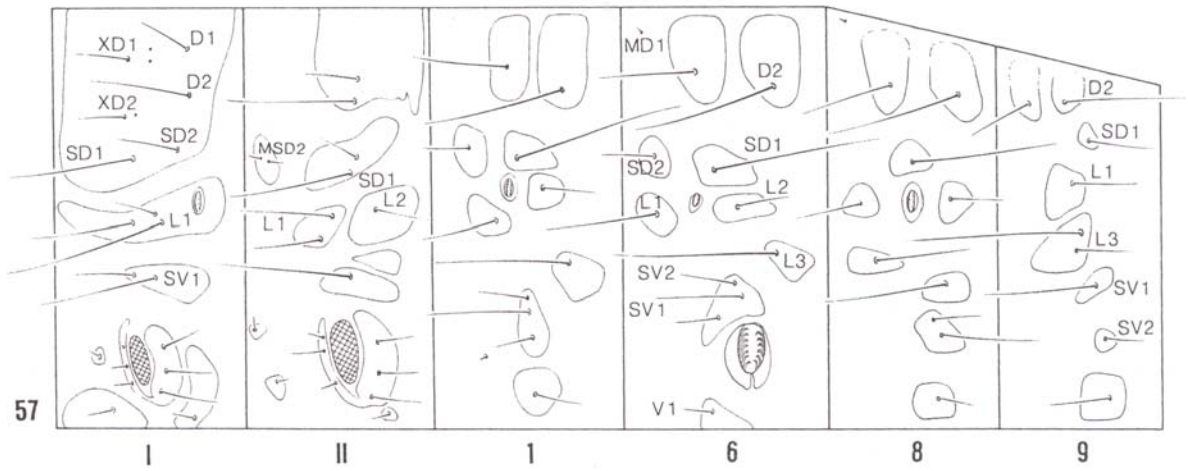 XD1 D1
D2
XD2
SD2
SD1
L1
SV1
MSD2
SD1
L2
L1
MD1
D2
SD1
SD2
L2
L1
L3
SV2
SV1
V1
D2
SD1
L1
L3
SV1
SV2
57
I II 1 6 8 9